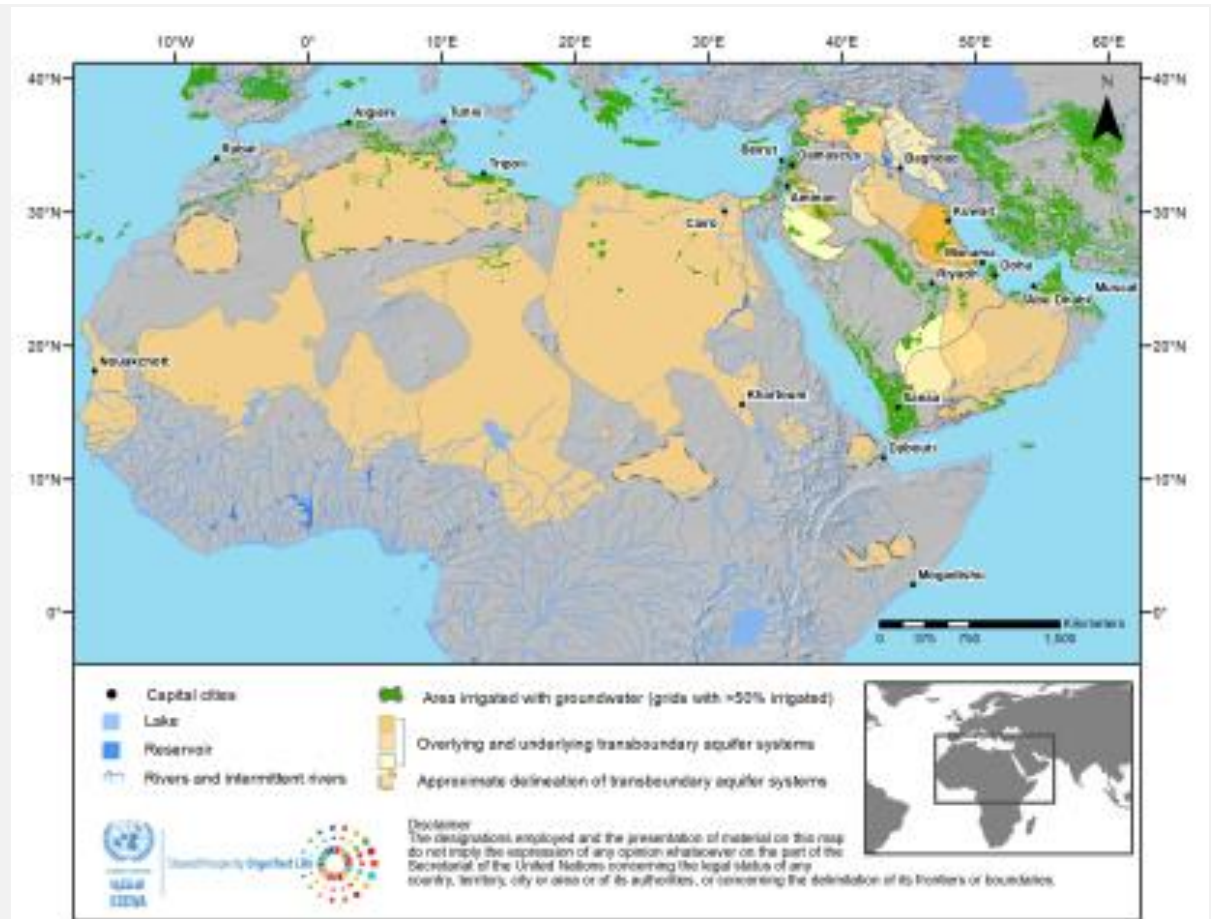 10°W 0° 10°E 20°E 30°E 40°E 50°E 60°E
N
40°N 40°N
Algiers Tunis
Rabat Tripoli Beirut Damascus Baghdad
Amman
30°N 30°N
Cairo Kuwait
Manama
Doha
Riyadh
Abu Dhabi Muscat
20°N 20°N
Nouakchott
Khartoum Sanaa
Djibouti
10°N 10°N
Mogadishu
0° 0°
Kilometers
0 375 750 1,500
Capital cities
Lake
Reservoir
Rivers and intermittent rivers
Area irrigated with groundwater (grids with >50% irrigated)
Overlying and underlying transboundary aquifer systems
Approximate delineation of transboundary aquifer systems
Shared Prosperity Dignified Life
ESCWA
Disclaimer
The designations employed and the presentation of material on this map
do not imply the expression of any opinion whatsoever on the part of the
Secretariat of the United Nations concerning the legal status of any
country, territory, city or area or of its authorities, or concerning the delimitation of its frontiers or boundaries.